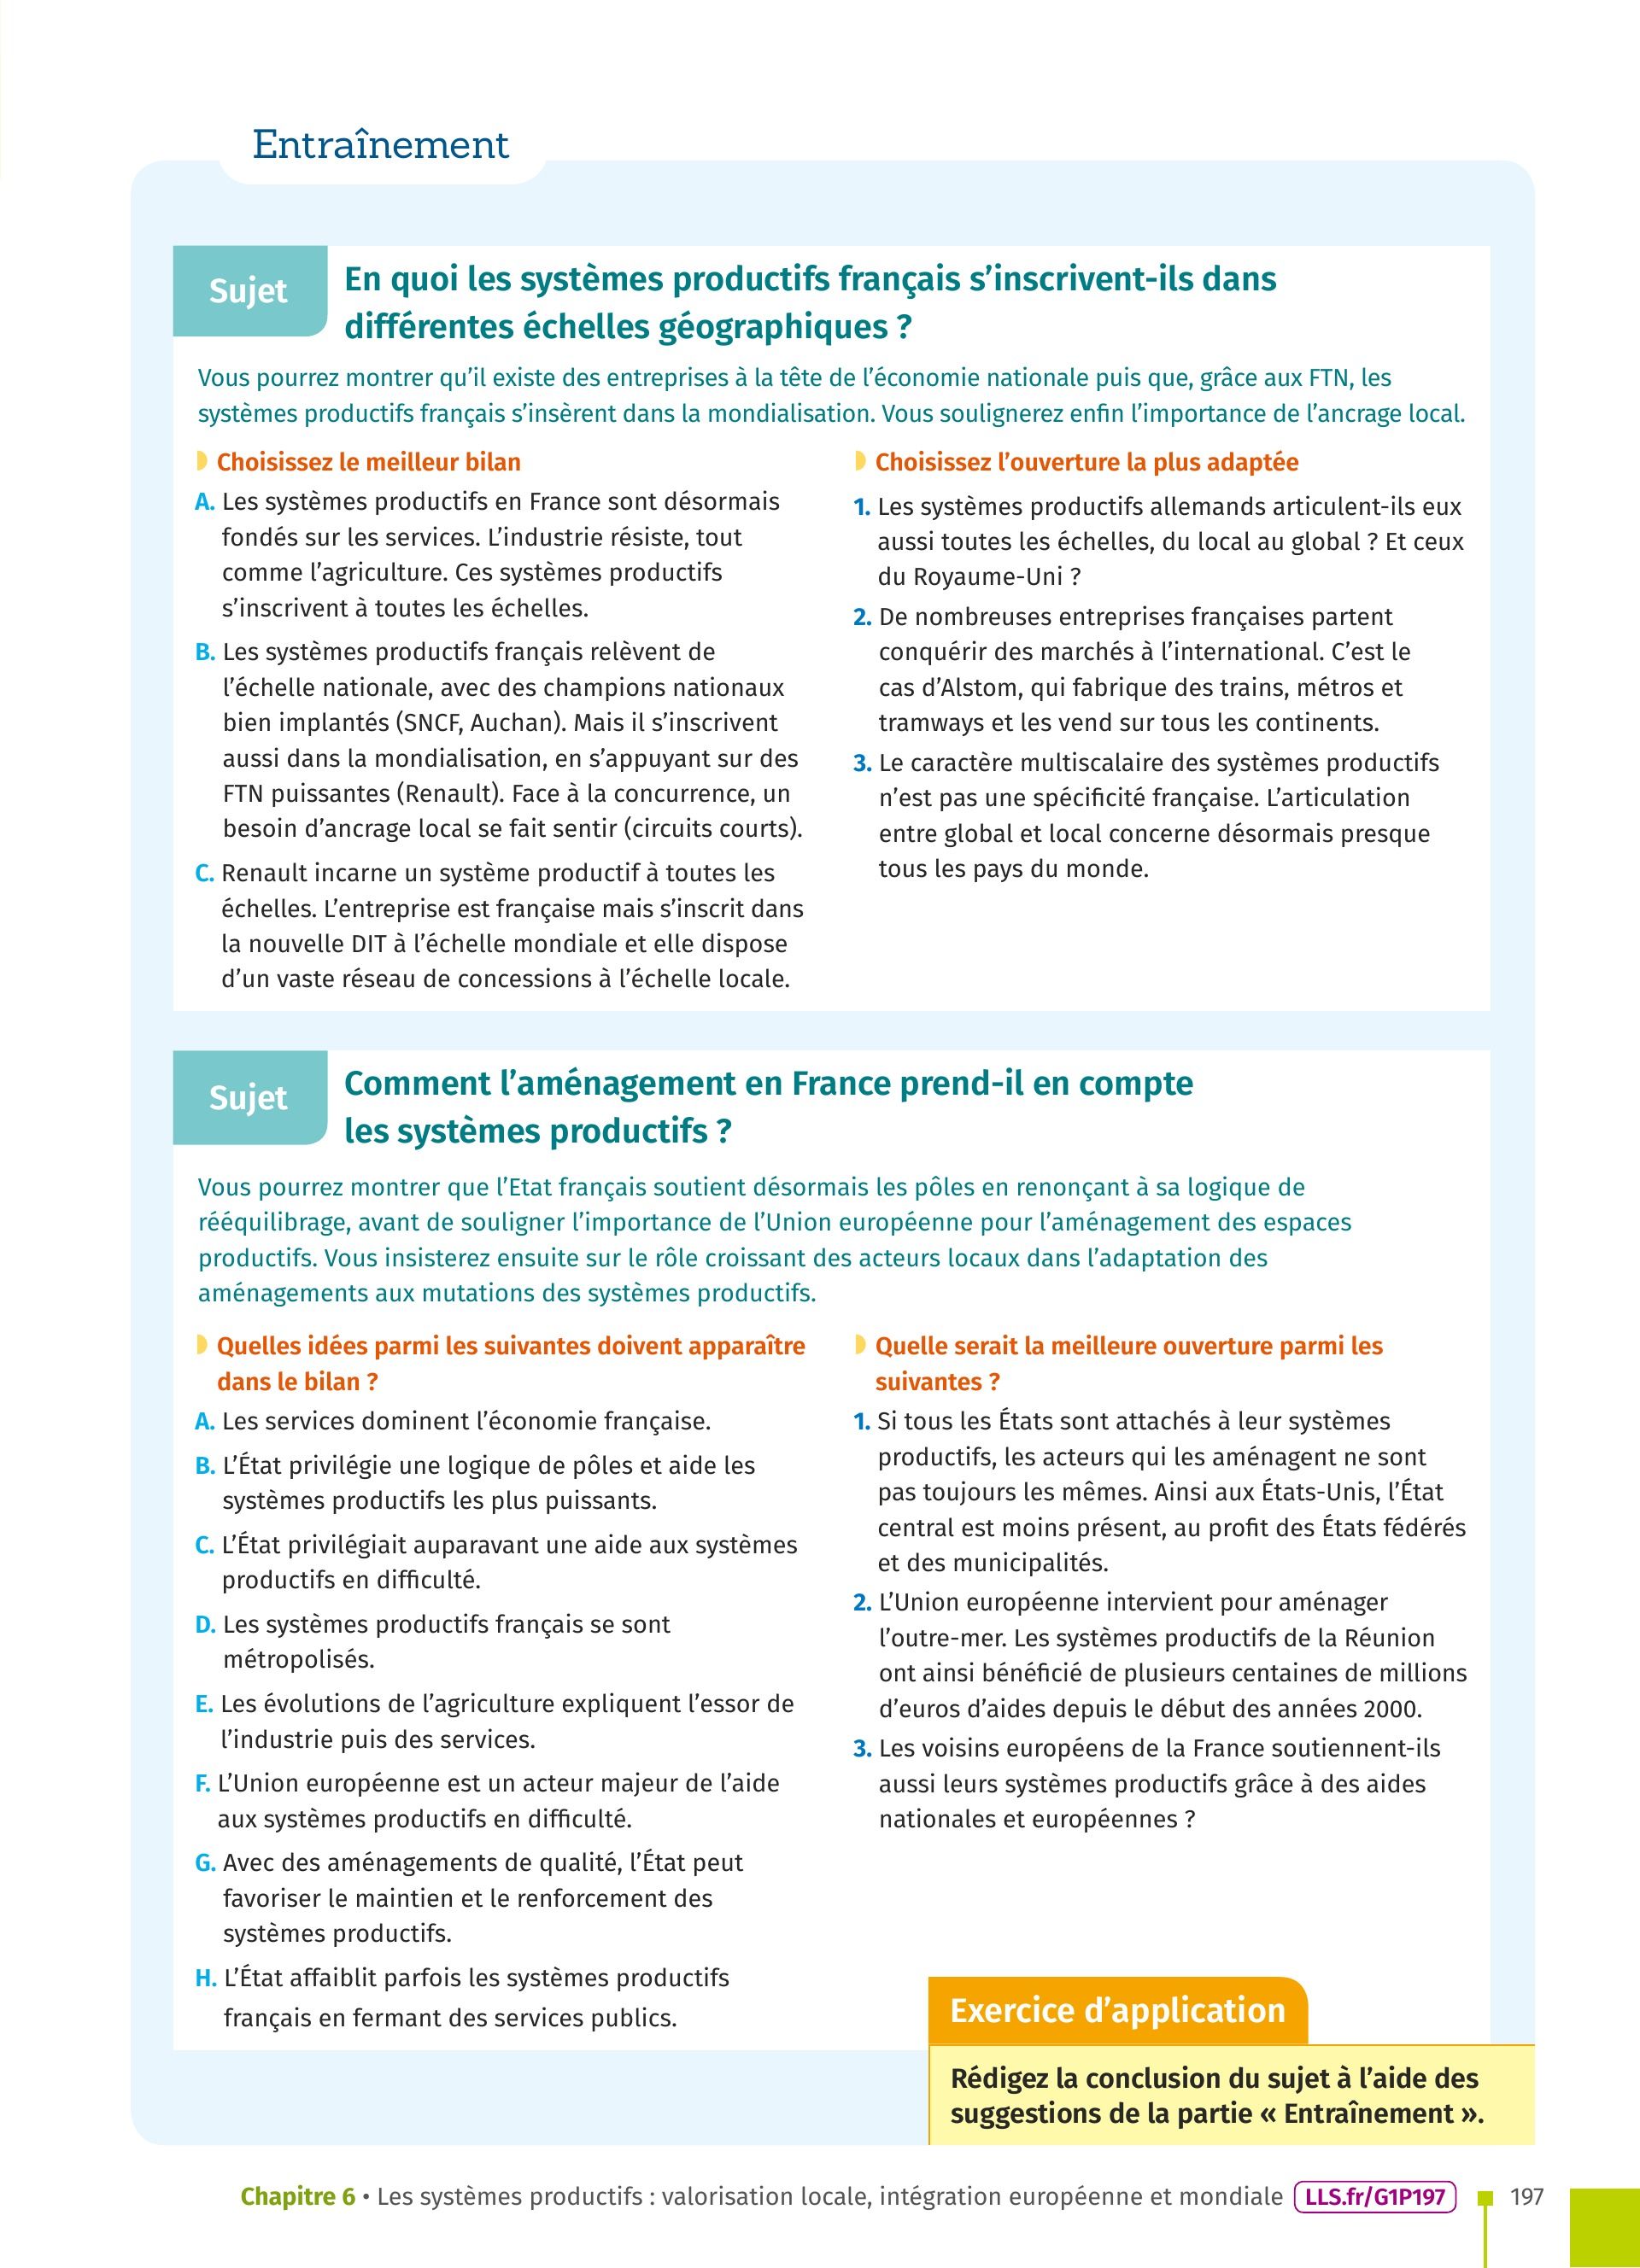 Entraînement
Sujet
En quoi les systèmes productifs français s’inscrivent-ils dans
différentes échelles géographiques ?
Vous pourrez montrer qu’il existe des entreprises à la tête de l’économie nationale puis que, grâce aux FTN, les
systèmes productifs français s’insèrent dans la mondialisation. Vous soulignerez enfin l’importance de l’ancrage local.
Choisissez le meilleur bilan
A. Les systèmes productifs en France sont désormais
fondés sur les services. L’industrie résiste, tout
comme l’agriculture. Ces systèmes productifs
s’inscrivent à toutes les échelles.
B. Les systèmes productifs français relèvent de
l’échelle nationale, avec des champions nationaux
bien implantés (SNCF, Auchan). Mais il s’inscrivent
aussi dans la mondialisation, en s’appuyant sur des
FTN puissantes (Renault). Face à la concurrence, un
besoin d’ancrage local se fait sentir (circuits courts).
C. Renault incarne un système productif à toutes les
échelles. L’entreprise est française mais s’inscrit dans
la nouvelle DIT à l’échelle mondiale et elle dispose
d’un vaste réseau de concessions à l’échelle locale.
Choisissez l’ouverture la plus adaptée
1. Les systèmes productifs allemands articulent-ils eux
aussi toutes les échelles, du local au global ? Et ceux
du Royaume-Uni ?
2. De nombreuses entreprises françaises partent
conquérir des marchés à l’international. C’est le
cas d’Alstom, qui fabrique des trains, métros et
tramways et les vend sur tous les continents.
3. Le caractère multiscalaire des systèmes productifs
n’est pas une spécificité française. L’articulation
entre global et local concerne désormais presque
tous les pays du monde.
Sujet
Comment l’aménagement en France prend-il en compte
les systèmes productifs ?
Vous pourrez montrer que l’Etat français soutient désormais les pôles en renonçant à sa logique de
rééquilibrage, avant de souligner l’importance de l’Union européenne pour l’aménagement des espaces
productifs. Vous insisterez ensuite sur le rôle croissant des acteurs locaux dans l’adaptation des
aménagements aux mutations des systèmes productifs.
Quelles idées parmi les suivantes doivent apparaître
dans le bilan ?
A. Les services dominent l’économie française.
B. L’État privilégie une logique de pôles et aide les
systèmes productifs les plus puissants.
C. L’État privilégiait auparavant une aide aux systèmes
productifs en difficulté.
D. Les systèmes productifs français se sont
métropolisés.
E. Les évolutions de l’agriculture expliquent l’essor de
l’industrie puis des services.
F. L’Union européenne est un acteur majeur de l’aide
aux systèmes productifs en difficulté.
G. Avec des aménagements de qualité, l’État peut
favoriser le maintien et le renforcement des
systèmes productifs.
H. L’État affaiblit parfois les systèmes productifs
français en fermant des services publics.
Quelle serait la meilleure ouverture parmi les
suivantes ?
1. Si tous les États sont attachés à leur systèmes
productifs, les acteurs qui les aménagent ne sont
pas toujours les mêmes. Ainsi aux États-Unis, l’État
central est moins présent, au profit des États fédérés
et des municipalités.
2. L’Union européenne intervient pour aménager
l’outre-mer. Les systèmes productifs de la Réunion
ont ainsi bénéficié de plusieurs centaines de millions
d’euros d’aides depuis le début des années 2000.
3. Les voisins européens de la France soutiennent-ils
aussi leurs systèmes productifs grâce à des aides
nationales et européennes ?
Exercice d’application
Rédigez la conclusion du sujet à l’aide des
suggestions de la partie « Entraînement ».
Chapitre 6 • Les systèmes productifs : valorisation locale, intégration européenne et mondiale LLS.fr/G1P197 197